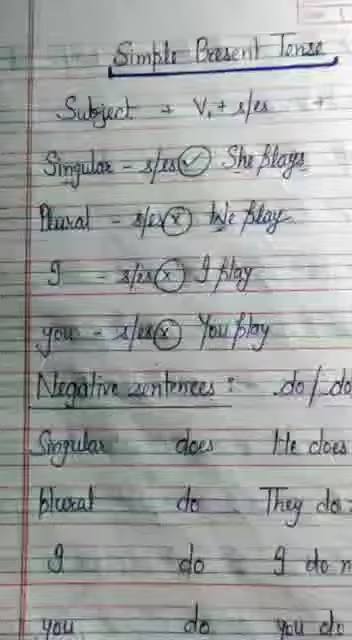 Simple Present Tense
Subject + V₁ + s/es +
Singular - s/es ✓ She plays
Plural - s/es × We play
I - s/es × I play
you - s/es × You play
Negative sentences : do/do
Singular does He does
plural do They do
I do I do n
you do you do